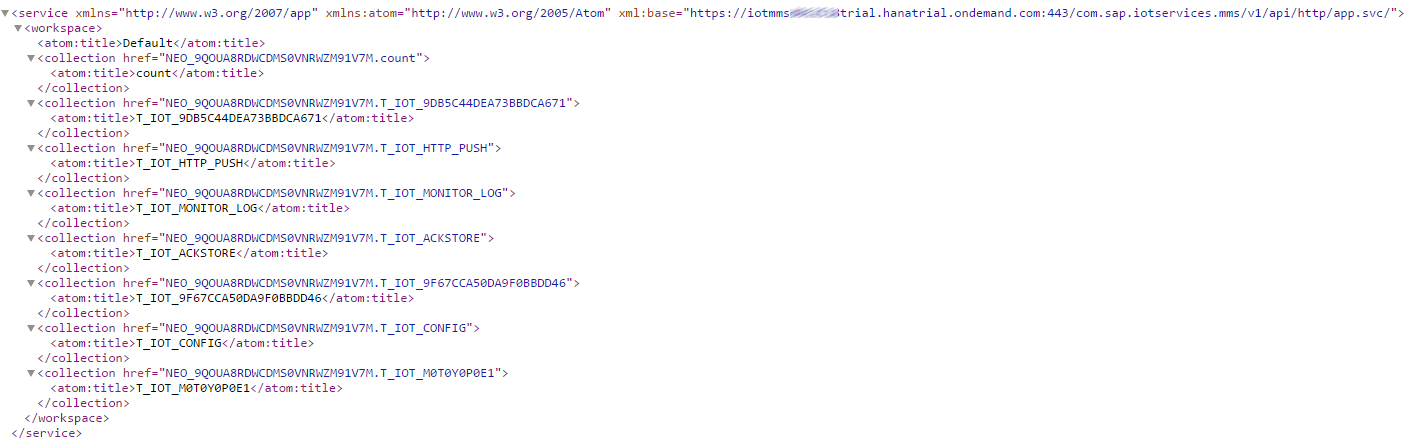 <service xmlns="http://www.w3.org/2007/app" xmlns:atom="http://www.w3.org/2005/Atom" xml:base="https://iotmms trial.hanatrial.ondemand.com:443/com.sap.iotservices.mms/v1/api/http/app.svc/">
<workspace>
<atom:title>Default</atom:title>
<collection href="NEO_9QOUA8RDWCDMS0VNRWZM91V7M.count">
<atom:title>count</atom:title>
</collection>
<collection href="NEO_9QOUA8RDWCDMS0VNRWZM91V7M.T_IOT_9DB5C44DEA73BBDCA671">
<atom:title>T_IOT_9DB5C44DEA73BBDCA671</atom:title>
</collection>
<collection href="NEO_9QOUA8RDWCDMS0VNRWZM91V7M.T_IOT_HTTP_PUSH">
<atom:title>T_IOT_HTTP_PUSH</atom:title>
</collection>
<collection href="NEO_9QOUA8RDWCDMS0VNRWZM91V7M.T_IOT_MONITOR_LOG">
<atom:title>T_IOT_MONITOR_LOG</atom:title>
</collection>
<collection href="NEO_9QOUA8RDWCDMS0VNRWZM91V7M.T_IOT_ACKSTORE">
<atom:title>T_IOT_ACKSTORE</atom:title>
</collection>
<collection href="NEO_9QOUA8RDWCDMS0VNRWZM91V7M.T_IOT_9F67CCA50DA9F0BBDD46">
<atom:title>T_IOT_9F67CCA50DA9F0BBDD46</atom:title>
</collection>
<collection href="NEO_9QOUA8RDWCDMS0VNRWZM91V7M.T_IOT_CONFIG">
<atom:title>T_IOT_CONFIG</atom:title>
</collection>
<collection href="NEO_9QOUA8RDWCDMS0VNRWZM91V7M.T_IOT_M0T0Y0P0E1">
<atom:title>T_IOT_M0T0Y0P0E1</atom:title>
</collection>
</workspace>
</service>